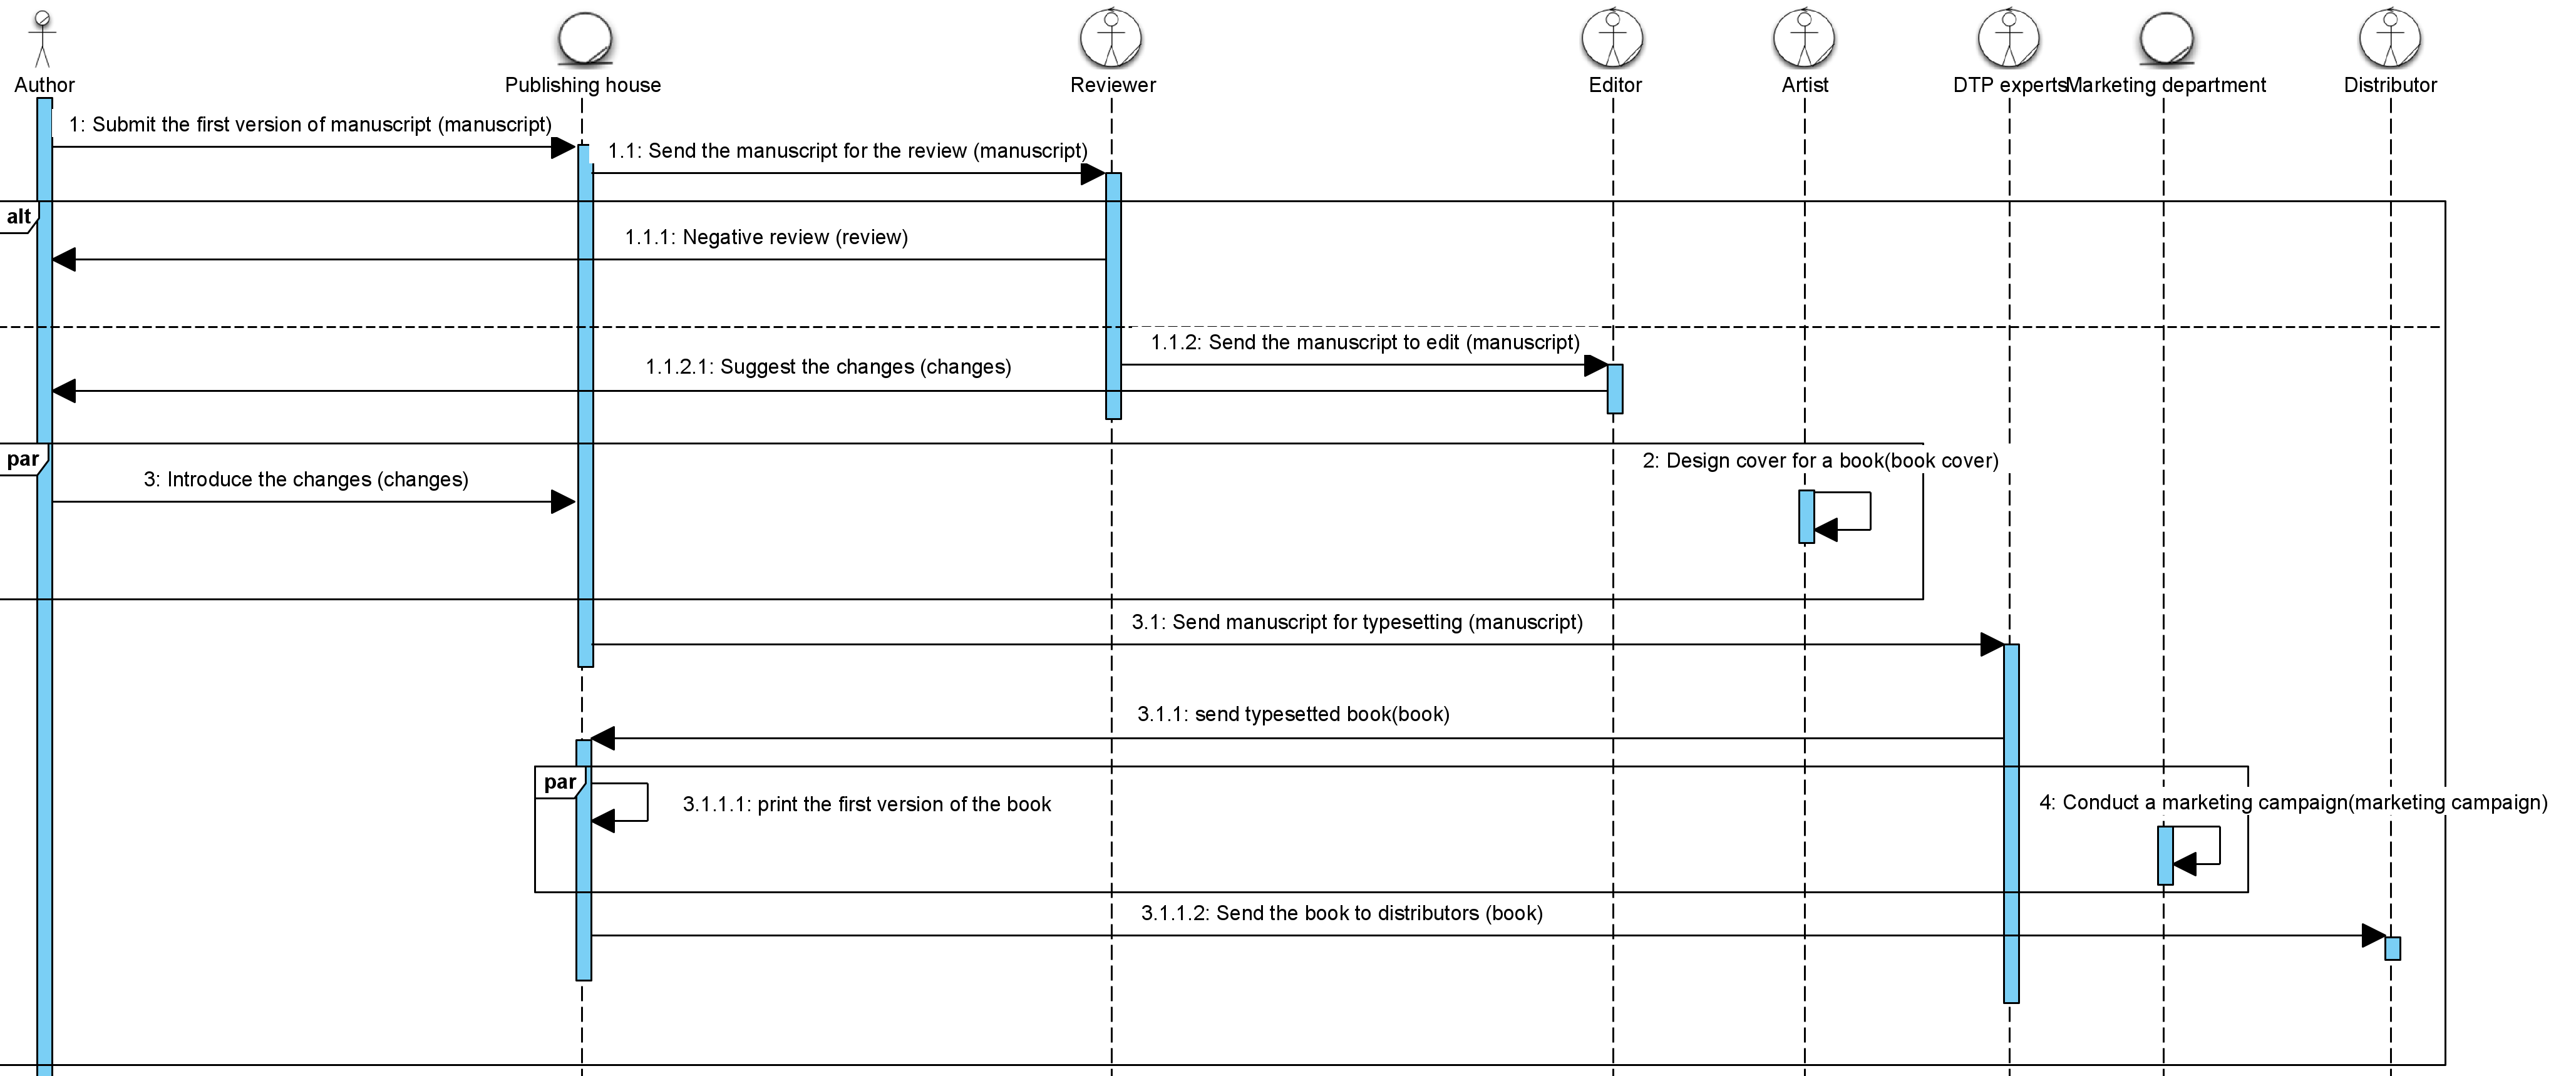 Author
Publishing house
Reviewer
Editor
Artist
DTP experts
Marketing department
Distributor
1: Submit the first version of manuscript (manuscript)
1.1: Send the manuscript for the review (manuscript)
alt
1.1.1: Negative review (review)
1.1.2: Send the manuscript to edit (manuscript)
1.1.2.1: Suggest the changes (changes)
par
2: Design cover for a book(book cover)
3: Introduce the changes (changes)
3.1: Send manuscript for typesetting (manuscript)
3.1.1: send typesetted book(book)
par
3.1.1.1: print the first version of the book
4: Conduct a marketing campaign(marketing campaign)
3.1.1.2: Send the book to distributors (book)